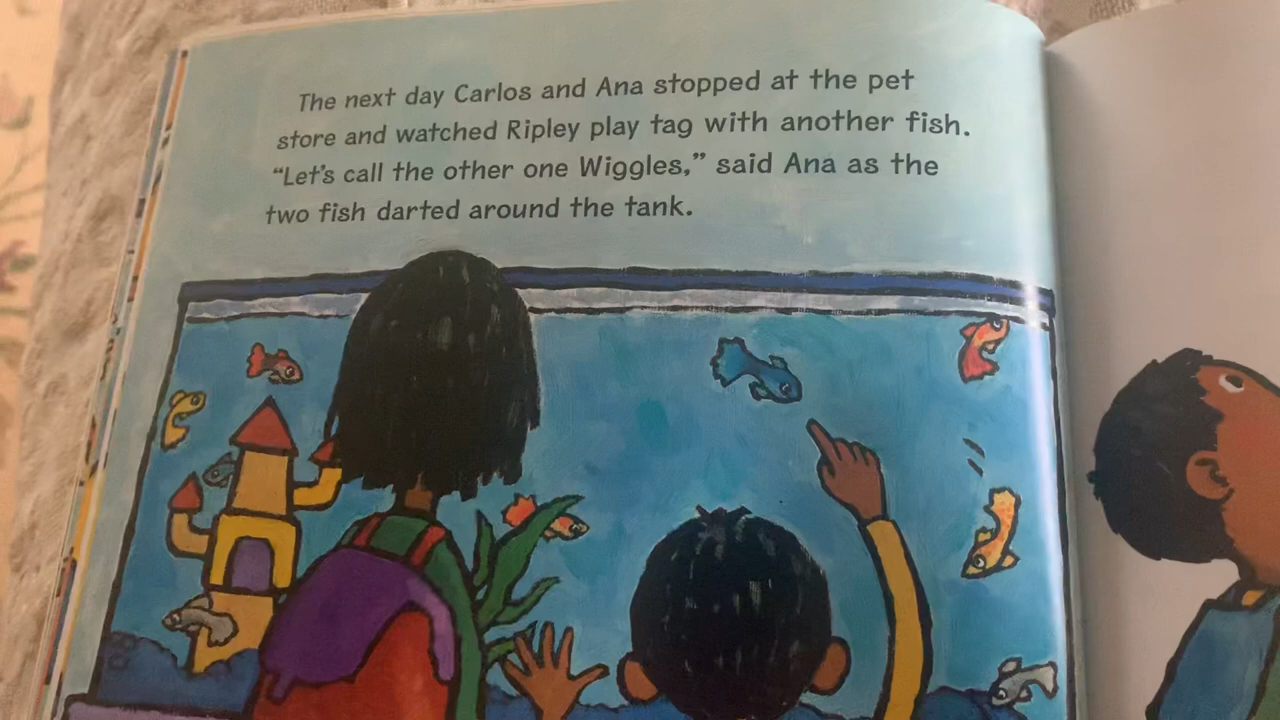 The next day Carlos and Ana stopped at the pet
store and watched Ripley play tag with another fish.
“Let’s call the other one Wiggles,” said Ana as the
two fish darted around the tank.